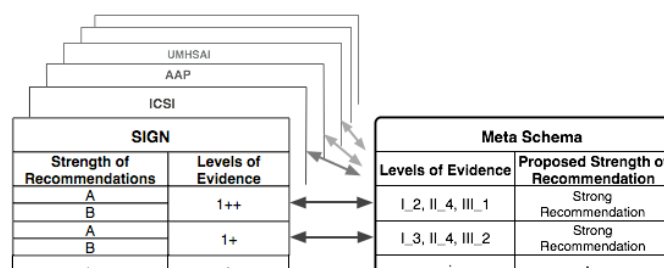 UMHSAI
AAP
ICSI
SIGN
Strength of Recommendations
Levels of Evidence
A
B
1++
A
B
1+
Meta Schema
Levels of Evidence
Proposed Strength of
Recommendation
I_2, II_4, III_1
Strong
Recommendation
I_3, II_4, III_2
Strong
Recommendation